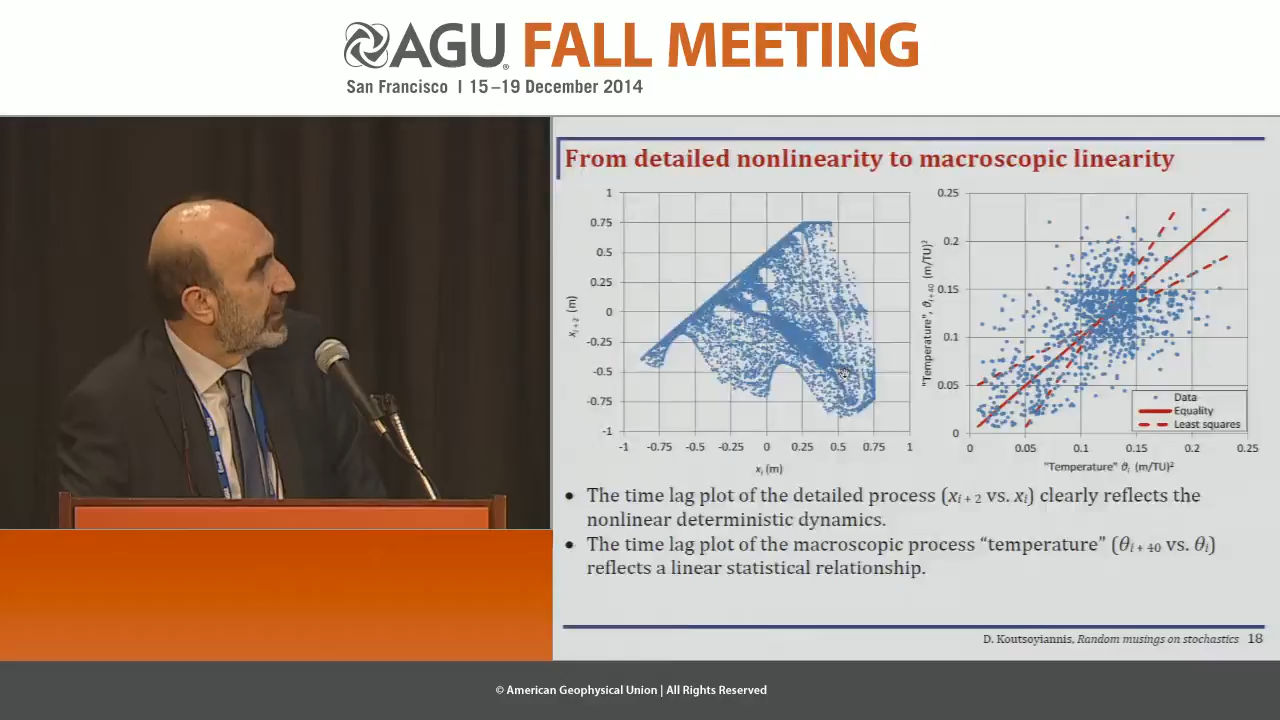 AGU® FALL MEETING
San Francisco | 15–19 December 2014
From detailed nonlinearity to macroscopic linearity
1
0.75
0.5
0.25
0
-0.25
-0.5
-0.75
-1
xᵢ₊₂ (m)
-1 -0.75 -0.5 -0.25 0 0.25 0.5 0.75 1
xᵢ (m)
0.25
0.2
0.15
0.1
0.05
0
"Temperature", ϑᵢ₊₄₀ (m/TU)²
0 0.05 0.1 0.15 0.2 0.25
"Temperature" ϑᵢ (m/TU)²
Data
Equality
Least squares
• The time lag plot of the detailed process (xᵢ₊₂ vs. xᵢ) clearly reflects the
nonlinear deterministic dynamics.
• The time lag plot of the macroscopic process “temperature” (θᵢ₊₄₀ vs. θᵢ)
reflects a linear statistical relationship.
D. Koutsoyiannis, Random musings on stochastics 18
AGU
© American Geophysical Union | All Rights Reserved